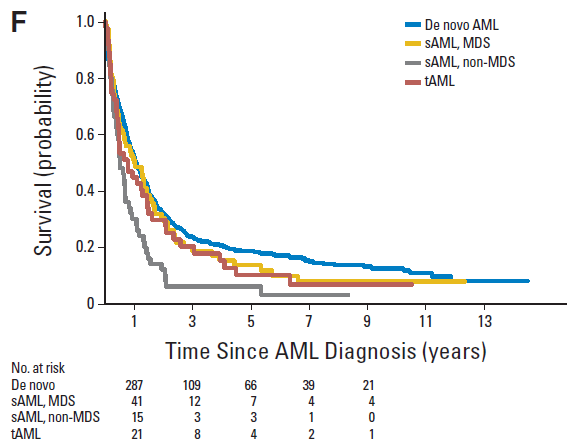 F
De novo AML
sAML, MDS
sAML, non-MDS
tAML
Survival (probability)
1.0
0.8
0.6
0.4
0.2
0
1 3 5 7 9 11 13
Time Since AML Diagnosis (years)
No. at risk
De novo 287 109 66 39 21
sAML, MDS 41 12 7 4 4
sAML, non-MDS 15 3 3 1 0
tAML 21 8 4 2 1